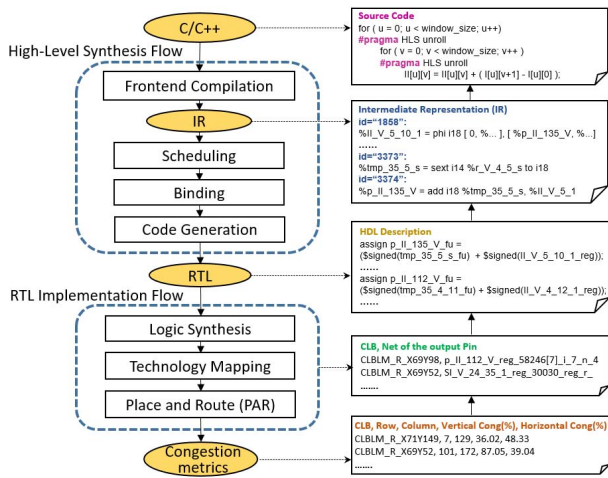 C/C++
High-Level Synthesis Flow
Frontend Compilation
IR
Scheduling
Binding
Code Generation
RTL
RTL Implementation Flow
Logic Synthesis
Technology Mapping
Place and Route (PAR)
Congestion
metrics
Source Code
for ( u = 0; u < window_size; u++)
#pragma HLS unroll
for ( v = 0; v < window_size; v++ )
#pragma HLS unroll
II[u][v] = II[u][v] + ( I[u][v+1] - I[u][0] );
Intermediate Representation (IR)
id="1858":
%II_V_5_10_1 = phi i18 [ 0, %... ], [ %p_II_135_V, %...]
......
id="3373":
%tmp_35_5_s = sext i14 %r_V_4_5_s to i18
id="3374":
%p_II_135_V = add i18 %tmp_35_5_s, %II_V_5_1
HDL Description
assign p_II_135_V_fu =
($signed(tmp_35_5_s_fu) + $signed(II_V_5_10_1_reg));
......
assign p_II_112_V_fu =
($signed(tmp_35_4_11_fu) + $signed(II_V_4_12_1_reg));
......
CLB, Net of the output Pin
CLBLM_R_X69Y98, p_II_112_V_reg_58246[7]_i_7_n_4
CLBLM_R_X69Y52, SI_V_24_35_1_reg_30030_reg_r_
.......
CLB, Row, Column, Vertical Cong(%), Horizontal Cong(%)
CLBLM_R_X71Y149, 7, 129, 36.02, 48.33
CLBLM_R_X69Y52, 101, 172, 87.05, 39.04
.......